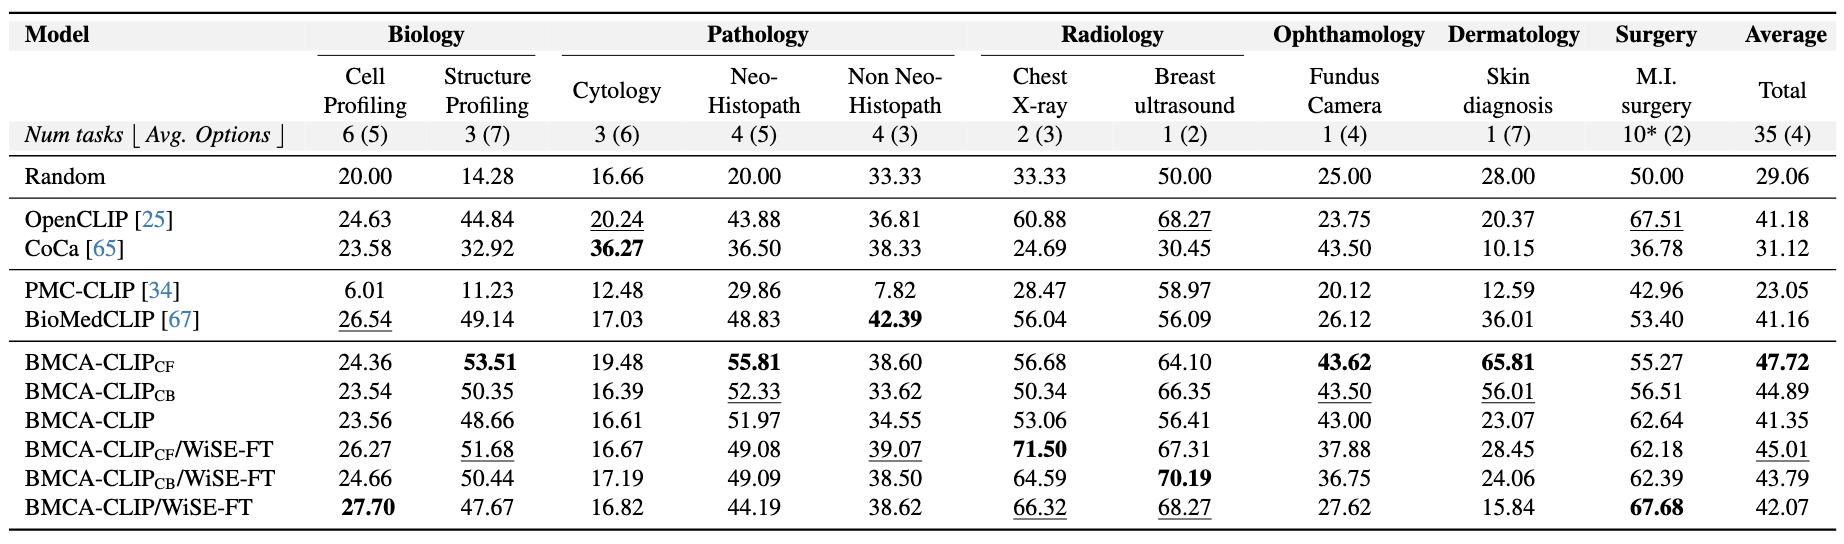 Model Biology Pathology Radiology Ophthamology Dermatology Surgery Average
Cell Structure Neo- Non Neo- Chest Breast Fundus Skin M.I.
Profiling Profiling Cytology Histopath Histopath X-ray ultrasound Camera diagnosis surgery Total
Num tasks ⌊ Avg. Options ⌋ 6 (5) 3 (7) 3 (6) 4 (5) 4 (3) 2 (3) 1 (2) 1 (4) 1 (7) 10* (2) 35 (4)
Random 20.00 14.28 16.66 20.00 33.33 33.33 50.00 25.00 28.00 50.00 29.06
OpenCLIP [25] 24.63 44.84 20.24 43.88 36.81 60.88 68.27 23.75 20.37 67.51 41.18
CoCa [65] 23.58 32.92 36.27 36.50 38.33 24.69 30.45 43.50 10.15 36.78 31.12
PMC-CLIP [34] 6.01 11.23 12.48 29.86 7.82 28.47 58.97 20.12 12.59 42.96 23.05
BioMedCLIP [67] 26.54 49.14 17.03 48.83 42.39 56.04 56.09 26.12 36.01 53.40 41.16
BMCA-CLIPCF 24.36 53.51 19.48 55.81 38.60 56.68 64.10 43.62 65.81 55.27 47.72
BMCA-CLIPCB 23.54 50.35 16.39 52.33 33.62 50.34 66.35 43.50 56.01 56.51 44.89
BMCA-CLIP 23.56 48.66 16.61 51.97 34.55 53.06 56.41 43.00 23.07 62.64 41.35
BMCA-CLIPCF/WiSE-FT 26.27 51.68 16.67 49.08 39.07 71.50 67.31 37.88 28.45 62.18 45.01
BMCA-CLIPCB/WiSE-FT 24.66 50.44 17.19 49.09 38.50 64.59 70.19 36.75 24.06 62.39 43.79
BMCA-CLIP/WiSE-FT 27.70 47.67 16.82 44.19 38.62 66.32 68.27 27.62 15.84 67.68 42.07